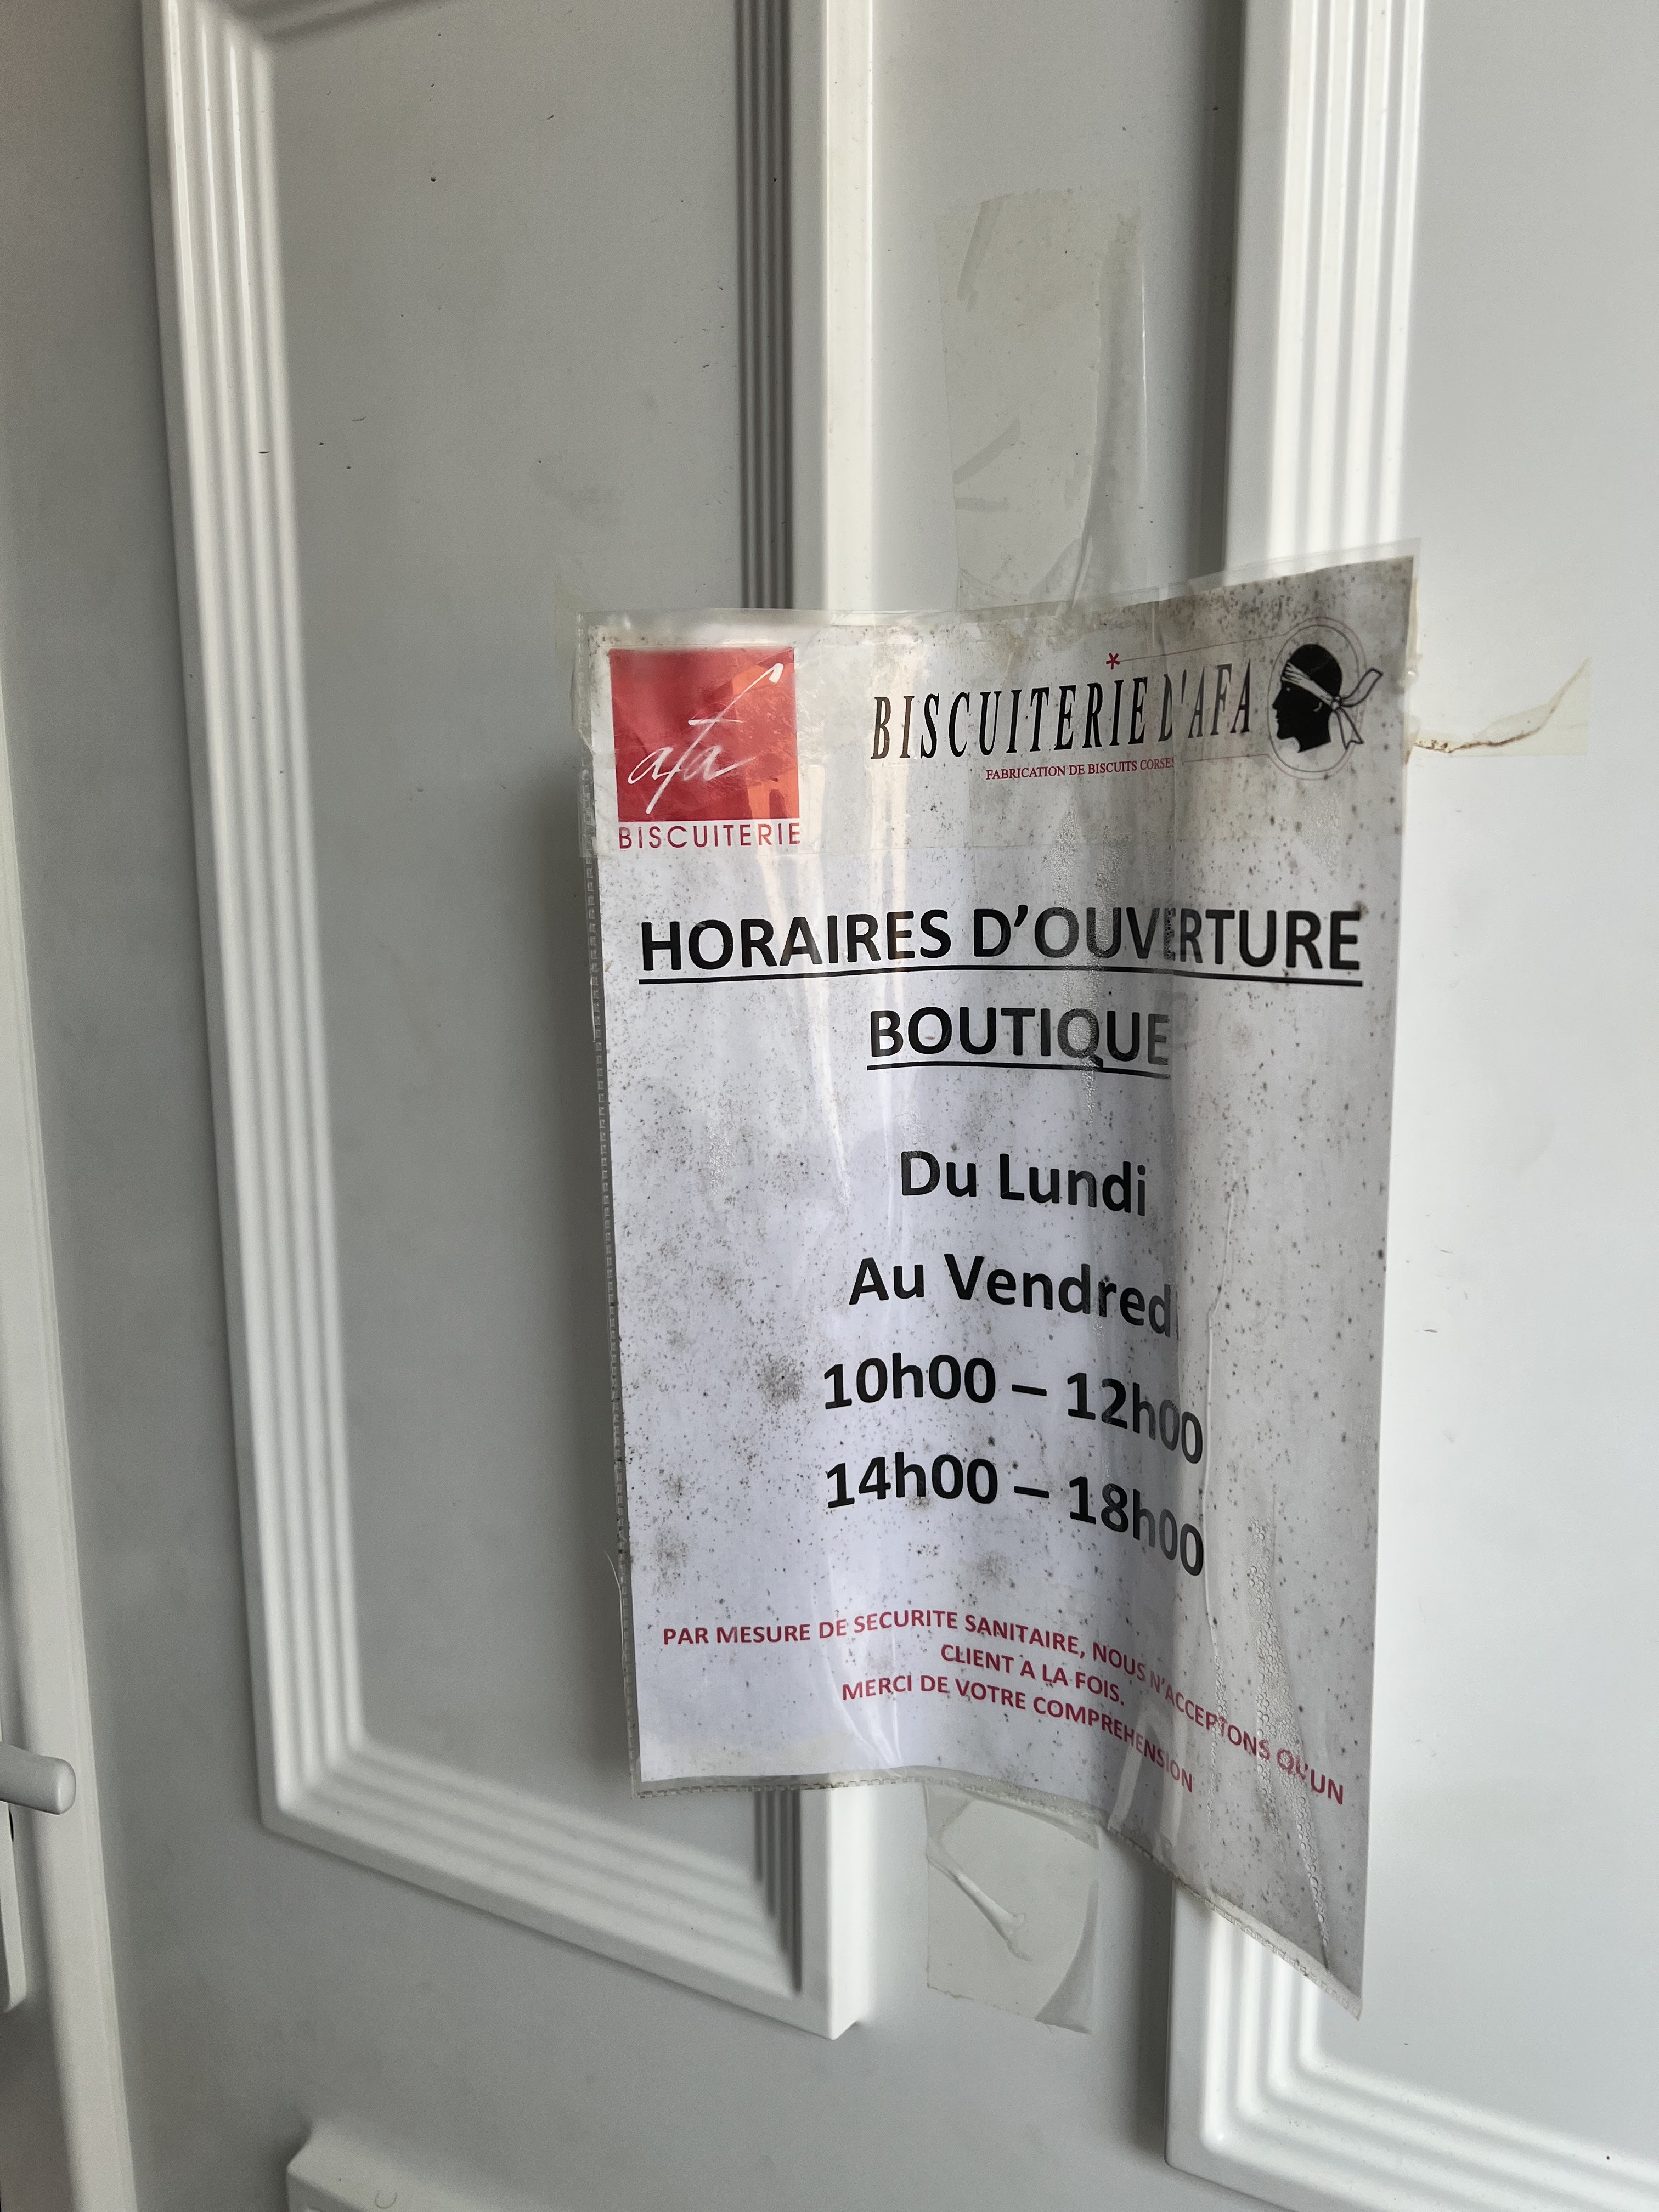 afa
BISCUITERIE
BISCUITERIE D'AFA
FABRICATION DE BISCUITS CORSES
HORAIRES D'OUVERTURE
BOUTIQUE
Du Lundi
Au Vendredi
10h00 – 12h00
14h00 – 18h00
PAR MESURE DE SECURITE SANITAIRE, NOUS N'ACCEPTONS QU'UN
CLIENT A LA FOIS.
MERCI DE VOTRE COMPREHENSION